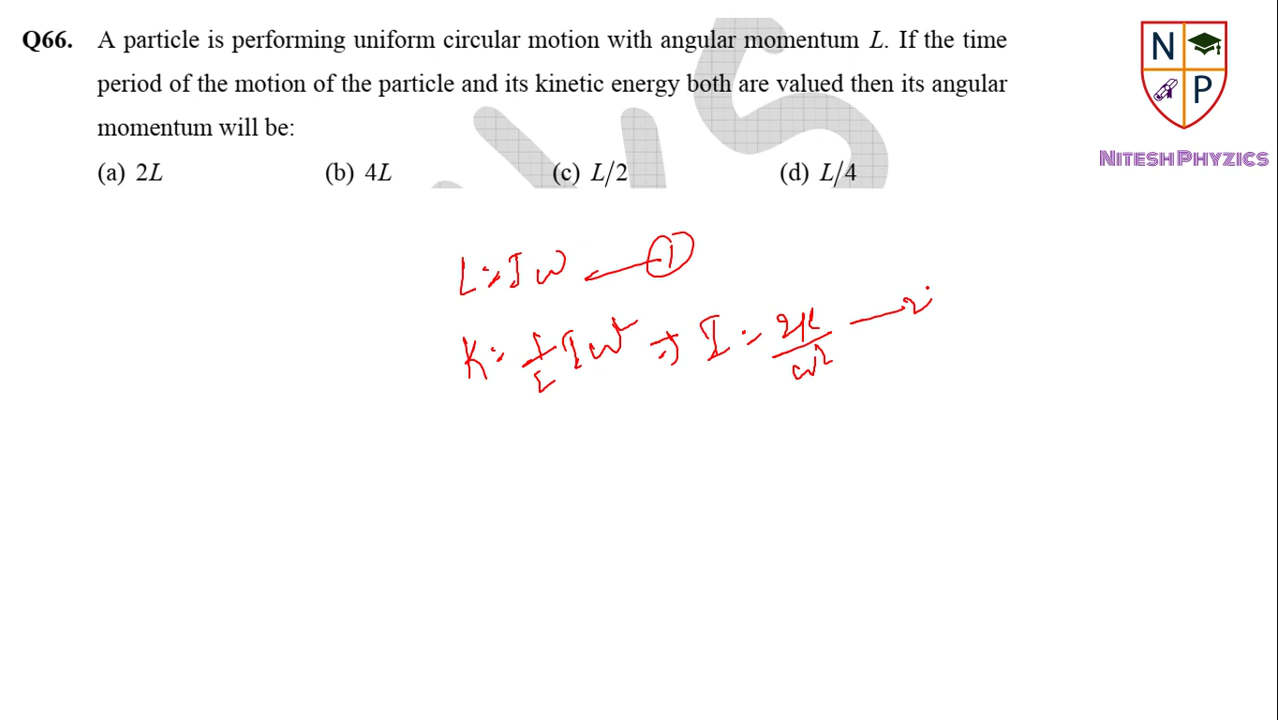 Q66. A particle is performing uniform circular motion with angular momentum L. If the time
period of the motion of the particle and its kinetic energy both are valued then its angular
momentum will be:
(a) 2L (b) 4L (c) L/2 (d) L/4
N
P
NITESH PHYZICS
L = I ω ← ①
K = 1/2 I ω² ⇒ I = 2K/ω²